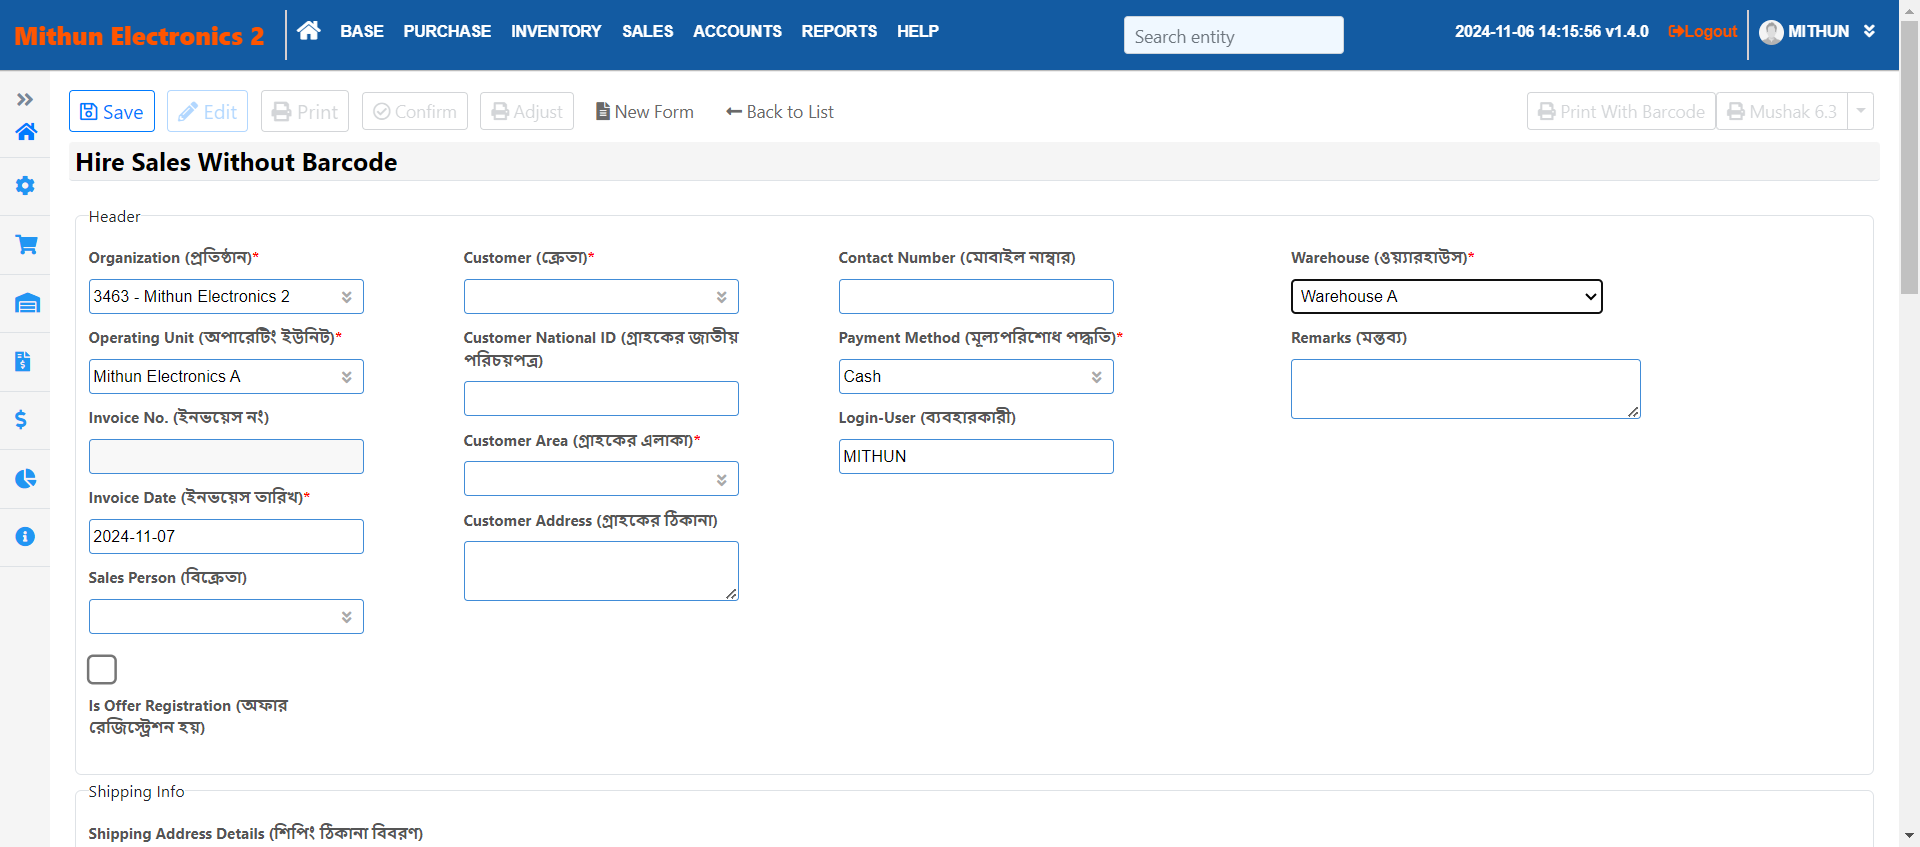 Mithun Electronics 2
BASE PURCHASE INVENTORY SALES ACCOUNTS REPORTS HELP
Search entity
2024-11-06 14:15:56 v1.4.0
Logout
MITHUN
Save
Edit
Print
Confirm
Adjust
New Form
Back to List
Print With Barcode
Mushak 6.3
Hire Sales Without Barcode
Header
Organization (প্রতিষ্ঠান)*
3463 - Mithun Electronics 2
Operating Unit (অপারেটিং ইউনিট)*
Mithun Electronics A
Invoice No. (ইনভয়েস নং)
Invoice Date (ইনভয়েস তারিখ)*
2024-11-07
Sales Person (বিক্রেতা)
Is Offer Registration (অফার
রেজিস্ট্রেশন হয়)
Customer (ক্রেতা)*
Customer National ID (গ্রাহকের জাতীয়
পরিচয়পত্র)
Customer Area (গ্রাহকের এলাকা)*
Customer Address (গ্রাহকের ঠিকানা)
Contact Number (মোবাইল নাম্বার)
Payment Method (মূল্যপরিশোধ পদ্ধতি)*
Cash
Login-User (ব্যবহারকারী)
MITHUN
Warehouse (ওয়্যারহাউস)*
Warehouse A
Remarks (মন্তব্য)
Shipping Info
Shipping Address Details (শিপিং ঠিকানা বিবরণ)